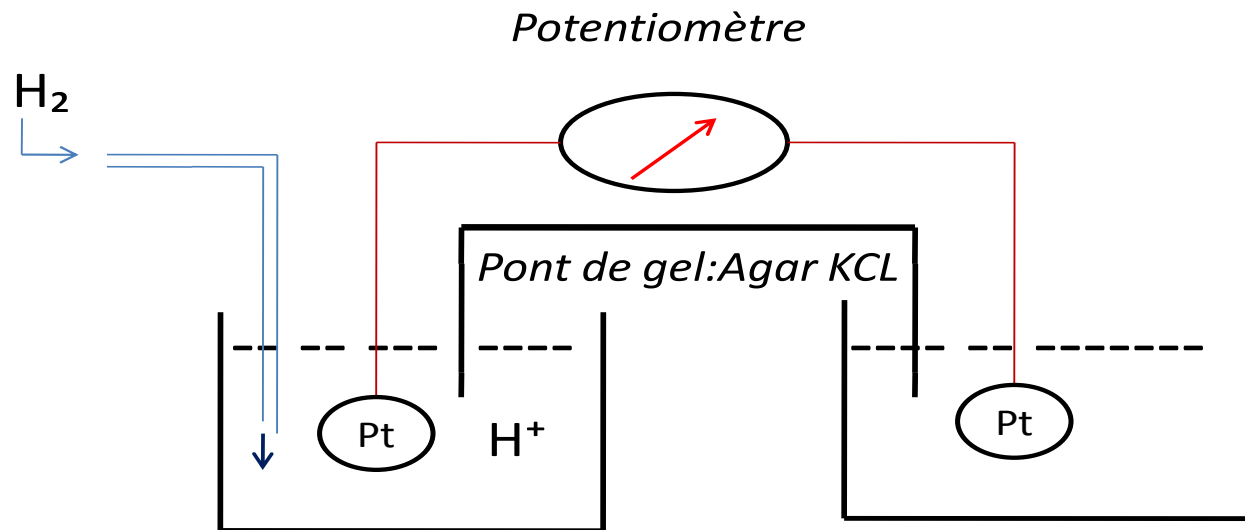 Potentiomètre
H₂
Pont de gel:Agar KCL
Pt
H⁺
Pt